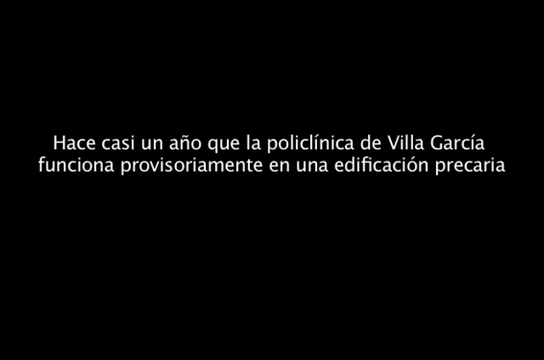 Hace casi un año que la policlínica de Villa García
funciona provisoriamente en una edificación precaria